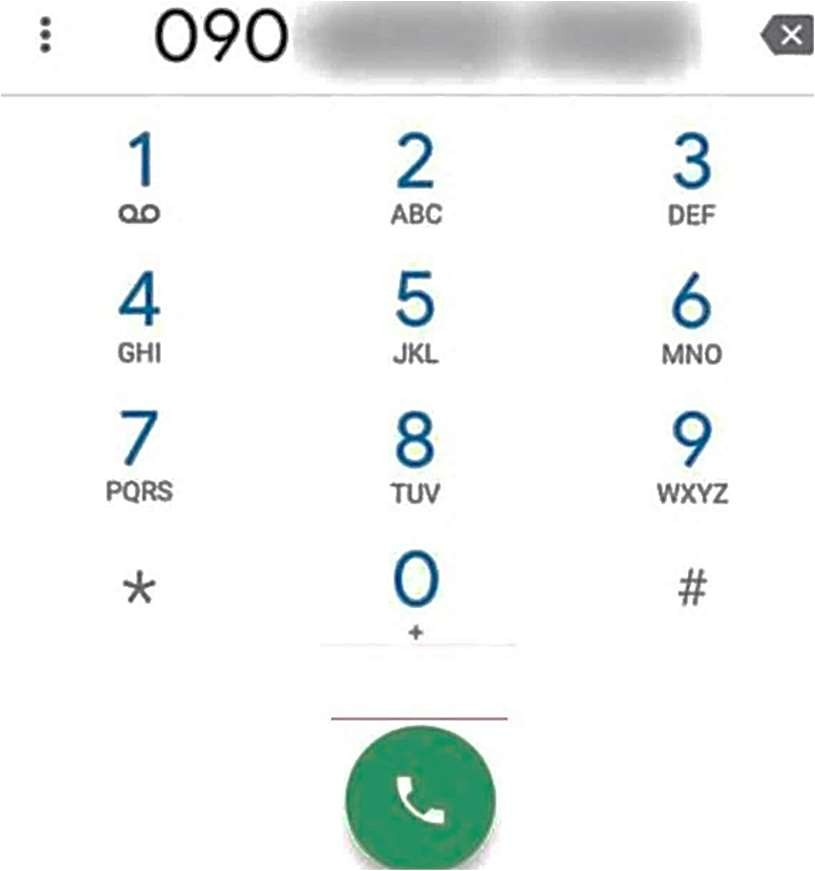 090
1 2 3
ABC DEF
4 5 6
GHI JKL MNO
7 8 9
PQRS TUV WXYZ
* 0 #
+